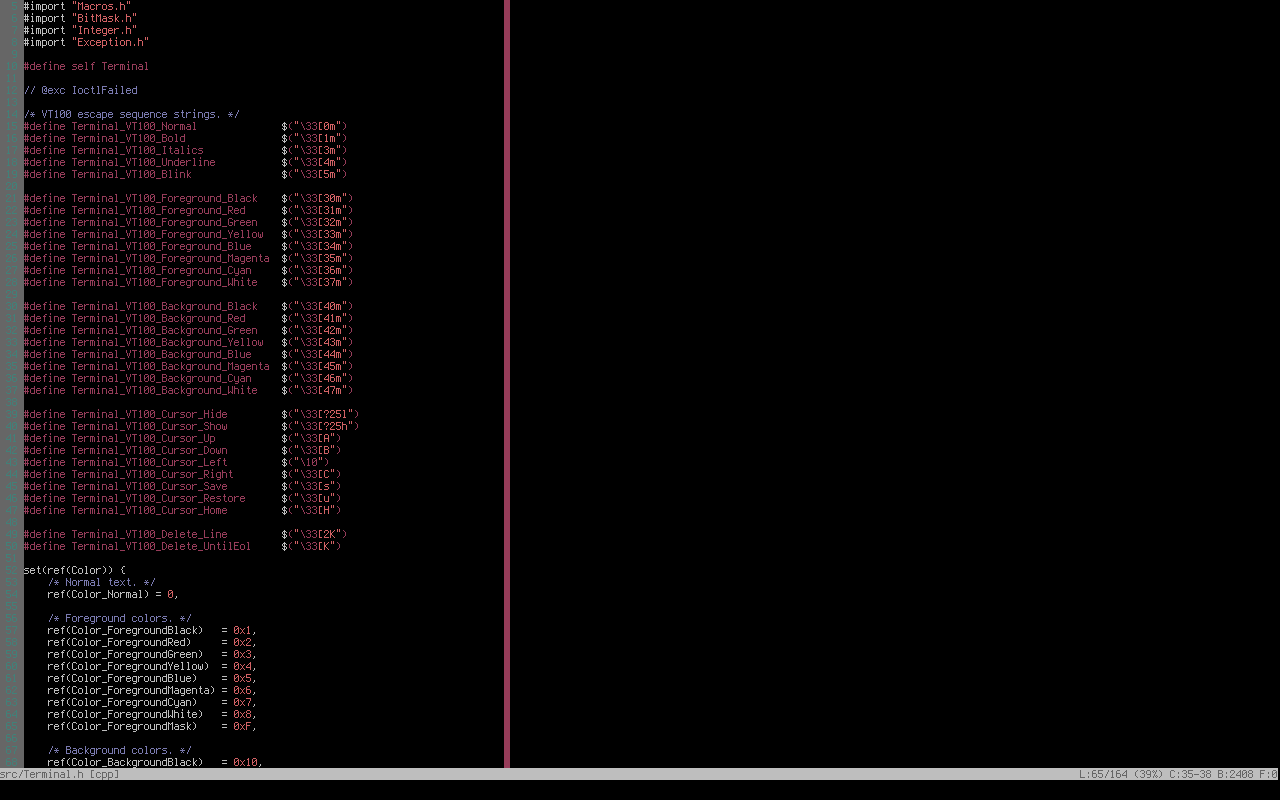 #import "Macros.h"
#import "BitMask.h"
#import "Integer.h"
#import "Exception.h"
#define self Terminal
// @exc IoctlFailed
/* VT100 escape sequence strings. */
#define Terminal_VT100_Normal              $("\33[0m")
#define Terminal_VT100_Bold                $("\33[1m")
#define Terminal_VT100_Italics             $("\33[3m")
#define Terminal_VT100_Underline           $("\33[4m")
#define Terminal_VT100_Blink               $("\33[5m")
#define Terminal_VT100_Foreground_Black    $("\33[30m")
#define Terminal_VT100_Foreground_Red      $("\33[31m")
#define Terminal_VT100_Foreground_Green    $("\33[32m")
#define Terminal_VT100_Foreground_Yellow   $("\33[33m")
#define Terminal_VT100_Foreground_Blue     $("\33[34m")
#define Terminal_VT100_Foreground_Magenta  $("\33[35m")
#define Terminal_VT100_Foreground_Cyan     $("\33[36m")
#define Terminal_VT100_Foreground_White    $("\33[37m")
#define Terminal_VT100_Background_Black    $("\33[40m")
#define Terminal_VT100_Background_Red      $("\33[41m")
#define Terminal_VT100_Background_Green    $("\33[42m")
#define Terminal_VT100_Background_Yellow   $("\33[43m")
#define Terminal_VT100_Background_Blue     $("\33[44m")
#define Terminal_VT100_Background_Magenta  $("\33[45m")
#define Terminal_VT100_Background_Cyan     $("\33[46m")
#define Terminal_VT100_Background_White    $("\33[47m")
#define Terminal_VT100_Cursor_Hide         $("\33[?25l")
#define Terminal_VT100_Cursor_Show         $("\33[?25h")
#define Terminal_VT100_Cursor_Up           $("\33[A")
#define Terminal_VT100_Cursor_Down         $("\33[B")
#define Terminal_VT100_Cursor_Left         $("\10")
#define Terminal_VT100_Cursor_Right        $("\33[C")
#define Terminal_VT100_Cursor_Save         $("\33[s")
#define Terminal_VT100_Cursor_Restore      $("\33[u")
#define Terminal_VT100_Cursor_Home         $("\33[H")
#define Terminal_VT100_Delete_Line         $("\33[2K")
#define Terminal_VT100_Delete_UntilEol     $("\33[K")
set(ref(Color)) {
    /* Normal text. */
    ref(Color_Normal) = 0,
    /* Foreground colors. */
    ref(Color_ForegroundBlack)   = 0x1,
    ref(Color_ForegroundRed)     = 0x2,
    ref(Color_ForegroundGreen)   = 0x3,
    ref(Color_ForegroundYellow)  = 0x4,
    ref(Color_ForegroundBlue)    = 0x5,
    ref(Color_ForegroundMagenta) = 0x6,
    ref(Color_ForegroundCyan)    = 0x7,
    ref(Color_ForegroundWhite)   = 0x8,
    ref(Color_ForegroundMask)    = 0xF,
    /* Background colors. */
    ref(Color_BackgroundBlack)   = 0x10,
src/Terminal.h [cpp]
L:65/164 (39%) C:35-38 B:2408 F:0